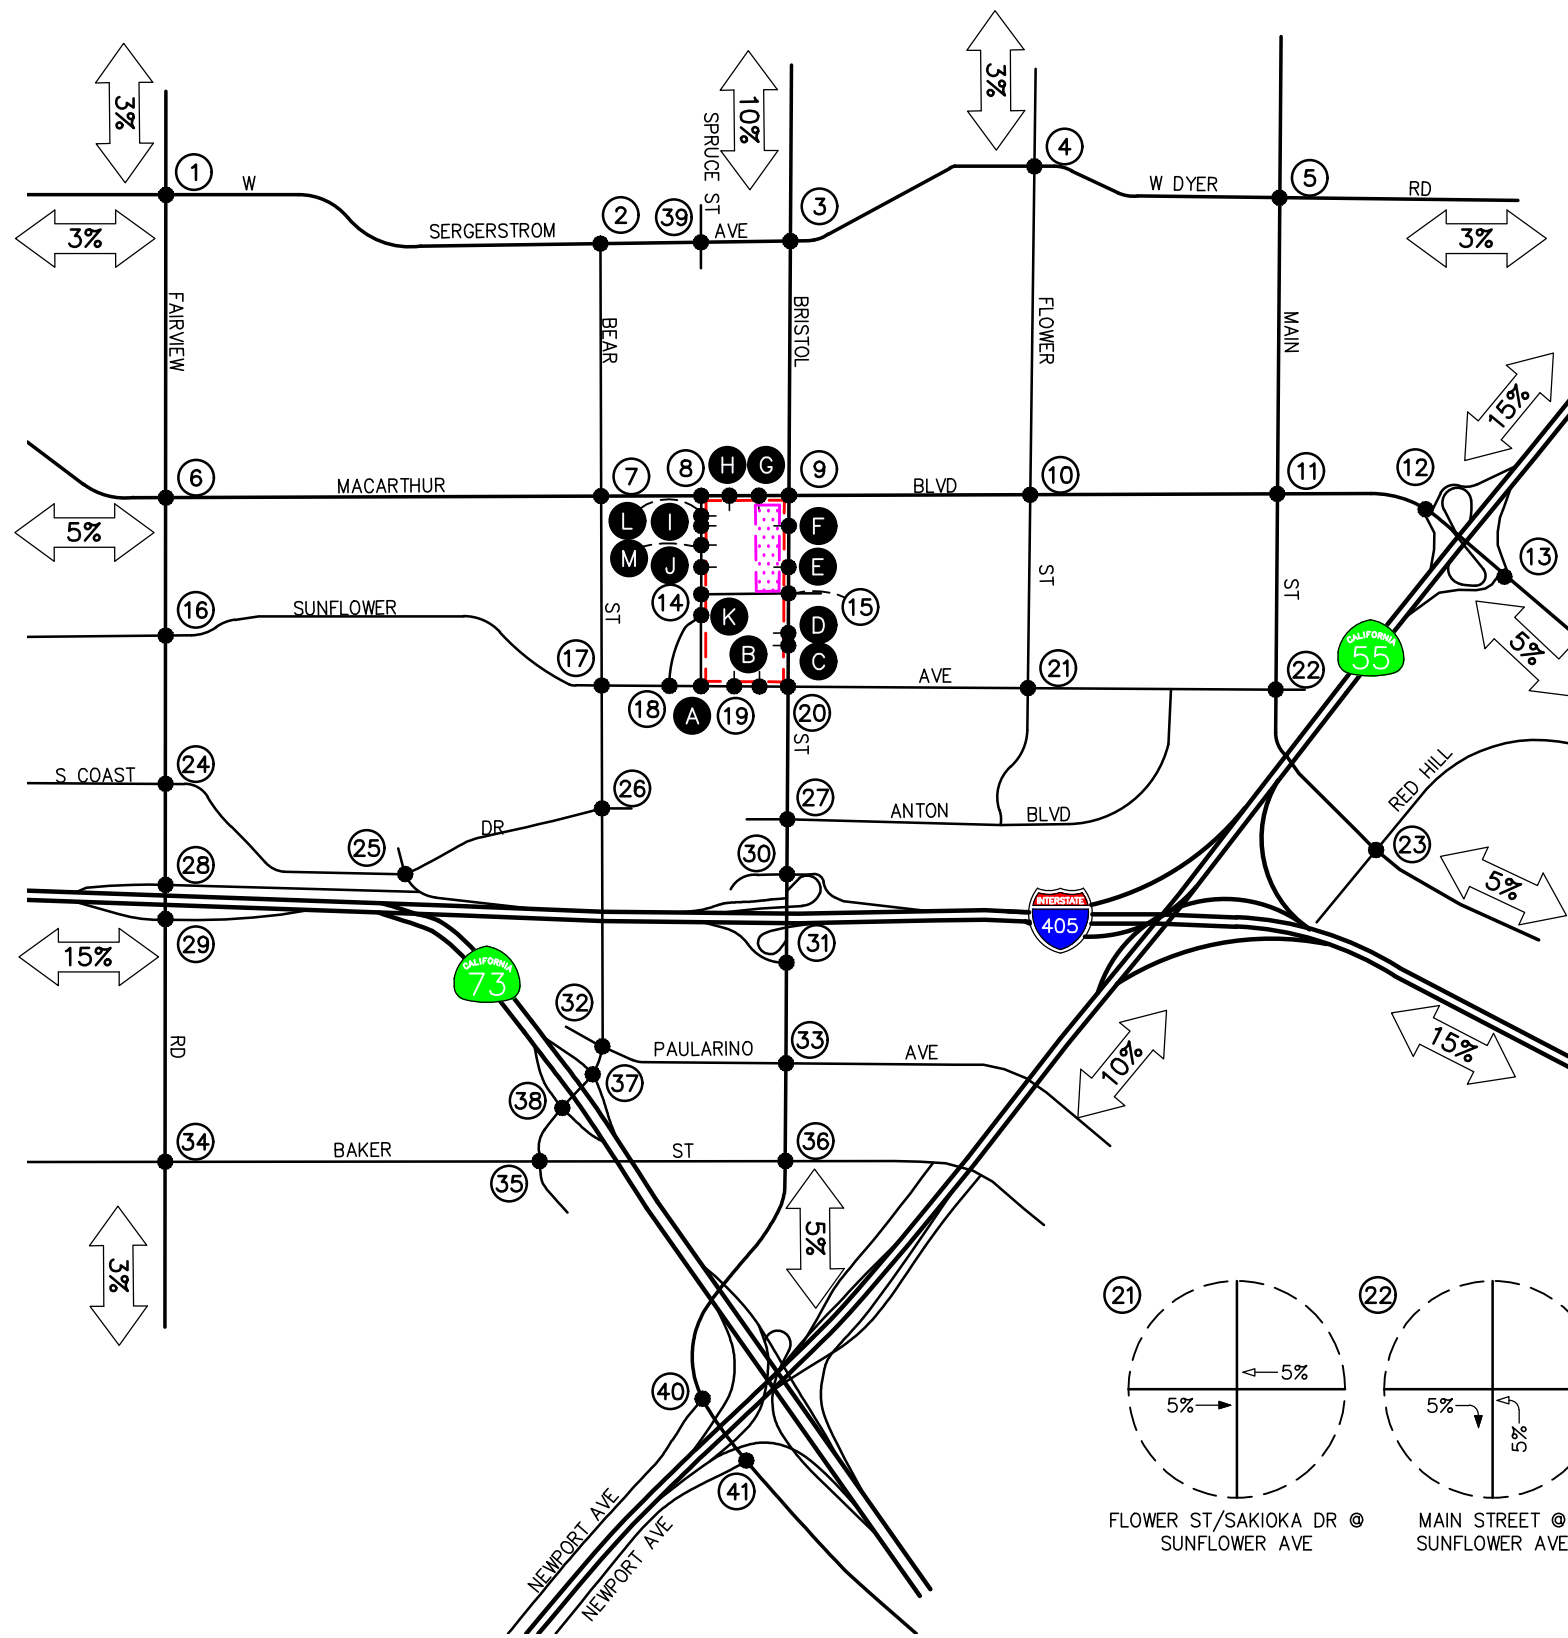 3%
10%
3%
SPRUCE ST
1
W
2
39
AVE
3
4
W DYER
5
RD
SERGERSTROM
3%
3%
FAIRVIEW
BEAR
BRISTOL
FLOWER
MAIN
15%
6
MACARTHUR
7
8
H
G
9
BLVD
10
11
12
5%
L
I
F
M
J
E
13
ST
ST
ST
16
SUNFLOWER
14
K
15
D
5%
CALIFORNIA
55
17
B
C
18
A
19
20
AVE
21
22
ST
24
S COAST
DR
26
27
ANTON
BLVD
RED HILL
25
28
30
23
5%
INTERSTATE
405
29
15%
31
CALIFORNIA
73
32
RD
PAULARINO
33
AVE
10%
15%
37
38
34
BAKER
ST
36
35
3%
5%
40
41
NEWPORT AVE
NEWPORT AVE
21
5%
5%
FLOWER ST/SAKIOKA DR @
SUNFLOWER AVE
22
5%
5%
MAIN STREET @
SUNFLOWER AVE